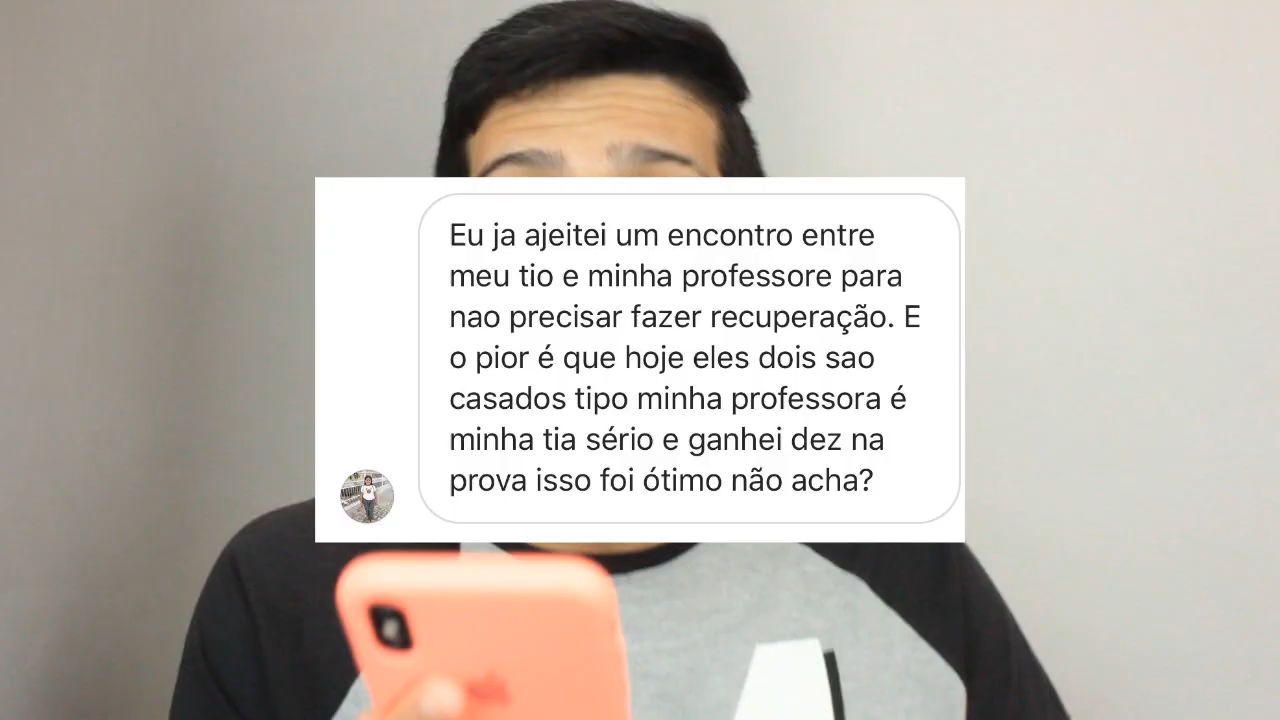 Eu ja ajeitei um encontro entre
meu tio e minha professore para
nao precisar fazer recuperação. E
o pior é que hoje eles dois sao
casados tipo minha professora é
minha tia sério e ganhei dez na
prova isso foi ótimo não acha?